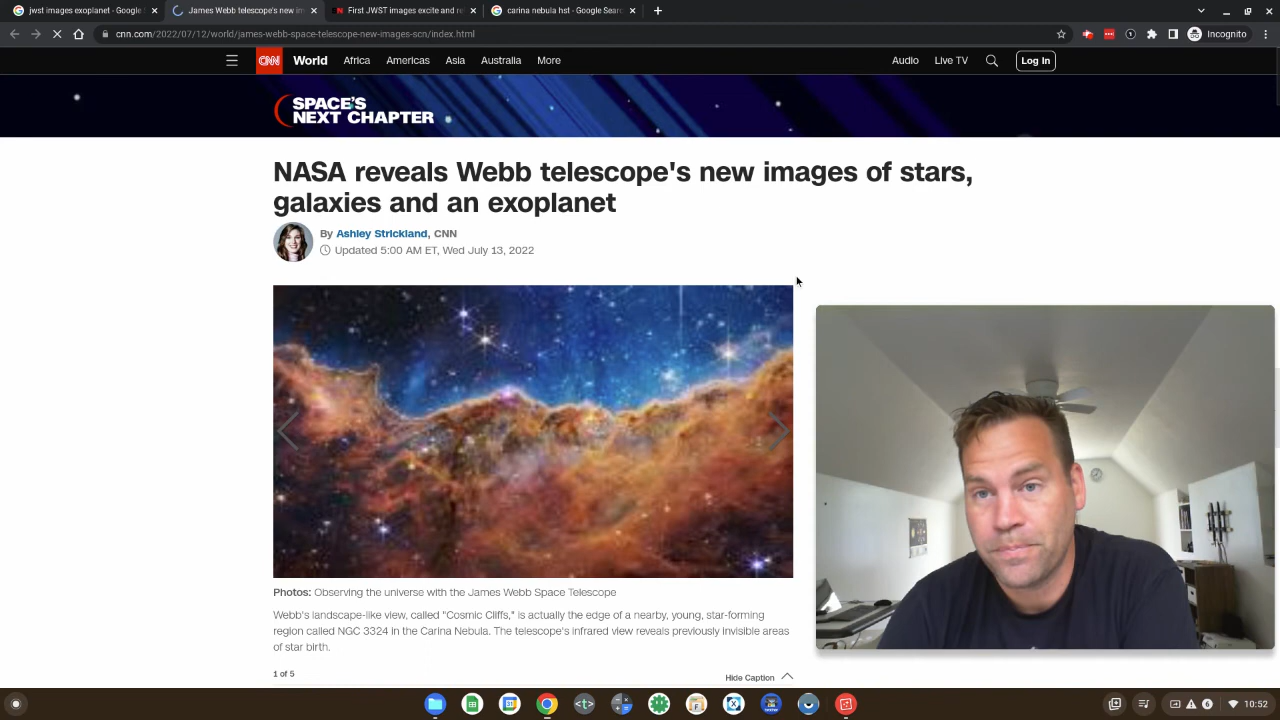 jwst images exoplanet - Google
James Webb telescope's new im
First JWST images excite and re
carina nebula hst - Google Searc
cnn.com/2022/07/12/world/james-webb-space-telescope-new-images-scn/index.html
Incognito
CNN
World
Africa
Americas
Asia
Australia
More
Audio
Live TV
Log In
SPACE'S
NEXT CHAPTER
NASA reveals Webb telescope's new images of stars,
galaxies and an exoplanet
By Ashley Strickland, CNN
Updated 5:00 AM ET, Wed July 13, 2022
Photos: Observing the universe with the James Webb Space Telescope
Webb's landscape-like view, called "Cosmic Cliffs," is actually the edge of a nearby, young, star-forming
region called NGC 3324 in the Carina Nebula. The telescope's infrared view reveals previously invisible areas
of star birth.
1 of 5
Hide Caption
6
10:52